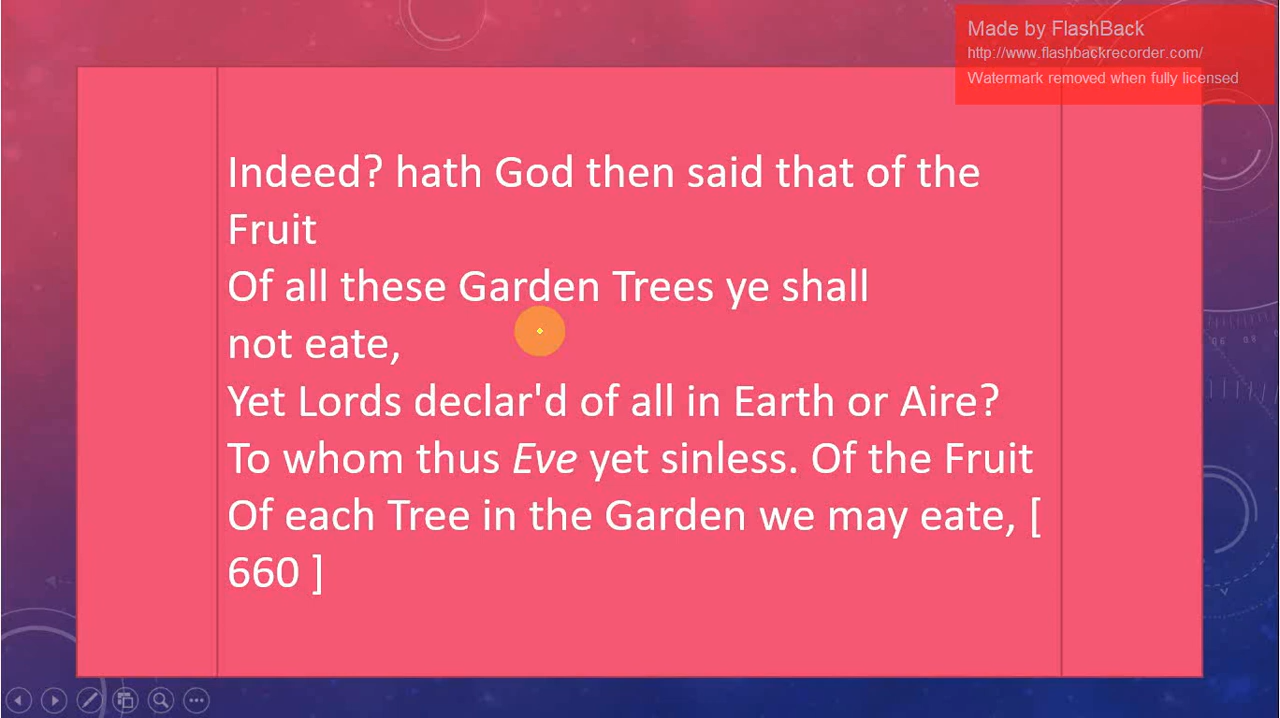 Made by FlashBack
http://www.flashbackrecorder.com/
Watermark removed when fully licensed
Indeed? hath God then said that of the
Fruit
Of all these Garden Trees ye shall
not eate,
Yet Lords declar'd of all in Earth or Aire?
To whom thus Eve yet sinless. Of the Fruit
Of each Tree in the Garden we may eate, [
660 ]